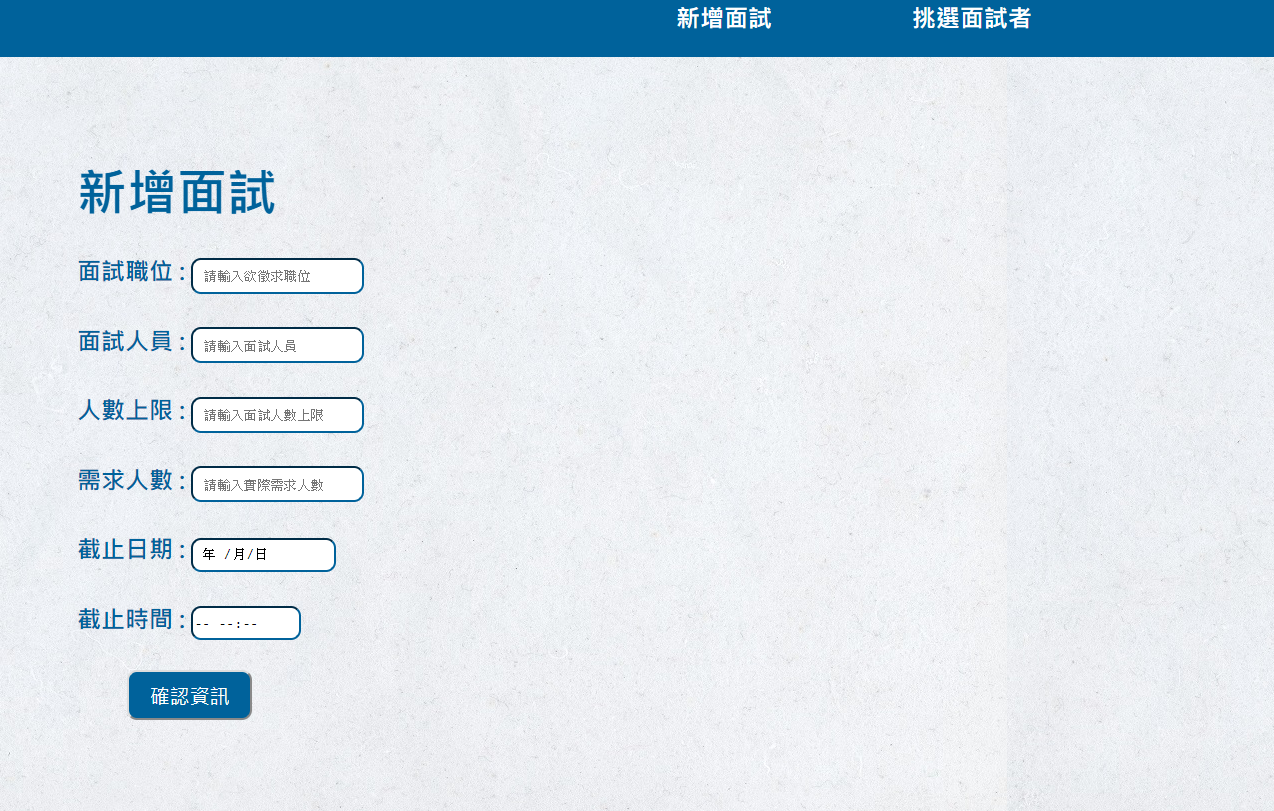 新增面試 挑選面試者
新增面試
面試職位 : 請輸入欲徵求職位
面試人員 : 請輸入面試人員
人數上限 : 請輸入面試人數上限
需求人數 : 請輸入實際需求人數
截止日期 : 年 /月/日
截止時間 : -- --:--
確認資訊